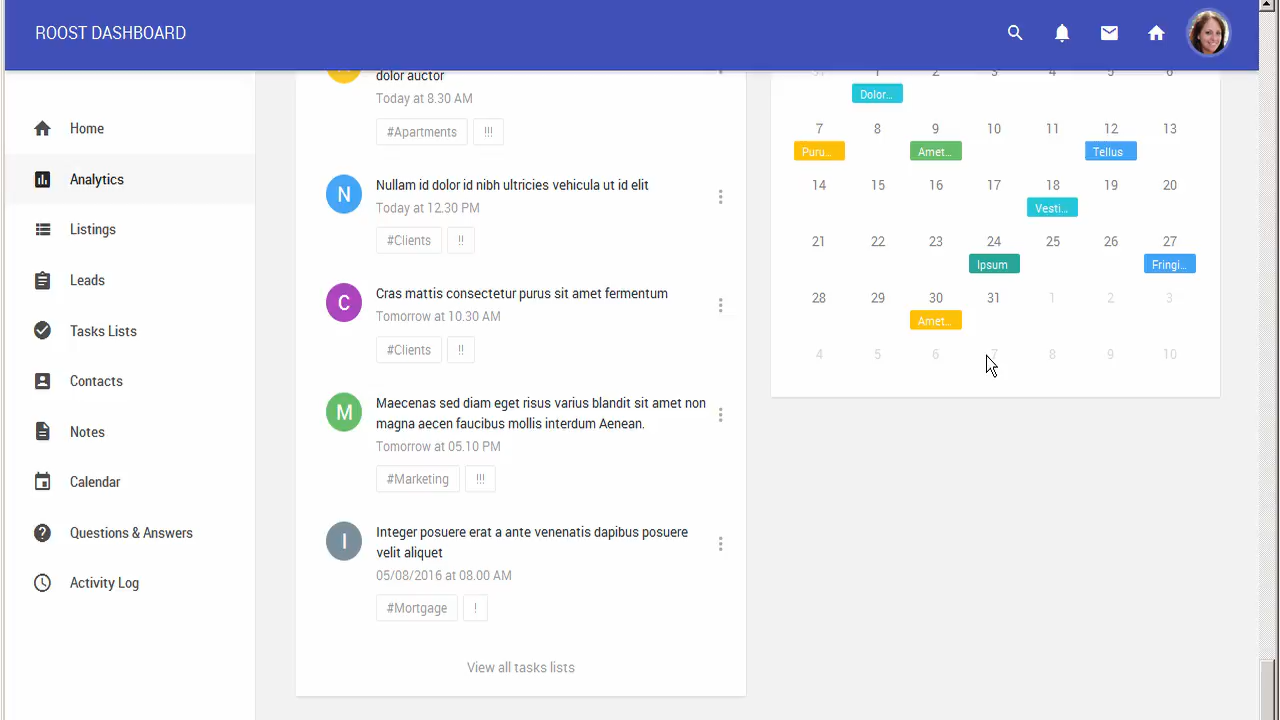 ROOST DASHBOARD
Home
Analytics
Listings
Leads
Tasks Lists
Contacts
Notes
Calendar
Questions & Answers
Activity Log
dolor auctor
Today at 8.30 AM
#Apartments !!!
N Nullam id dolor id nibh ultricies vehicula ut id elit
Today at 12.30 PM
#Clients !!
C Cras mattis consectetur purus sit amet fermentum
Tomorrow at 10.30 AM
#Clients !!
M Maecenas sed diam eget risus varius blandit sit amet non
magna aecen faucibus mollis interdum Aenean.
Tomorrow at 05.10 PM
#Marketing !!!
I Integer posuere erat a ante venenatis dapibus posuere
velit aliquet
05/08/2016 at 08.00 AM
#Mortgage !
View all tasks lists
31 1 2 3 4 5 6
Dolor...
7 8 9 10 11 12 13
Puru... Amet... Tellus
14 15 16 17 18 19 20
Vesti...
21 22 23 24 25 26 27
Ipsum Fringi...
28 29 30 31 1 2 3
Amet...
4 5 6 7 8 9 10